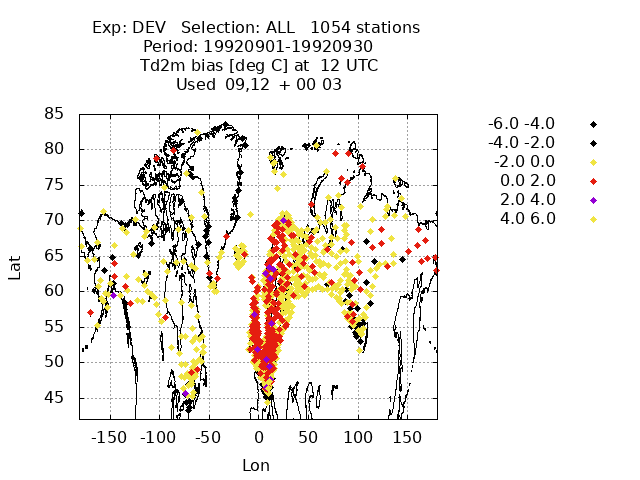 Exp: DEV   Selection: ALL   1054 stations
Period: 19920901-19920930
Td2m bias [deg C] at  12 UTC
Used  09,12  + 00 03
85
80
75
70
65
60
55
50
45
Lat
-150 -100 -50 0 50 100 150
Lon
-6.0 -4.0
-4.0 -2.0
-2.0 0.0
0.0 2.0
2.0 4.0
4.0 6.0